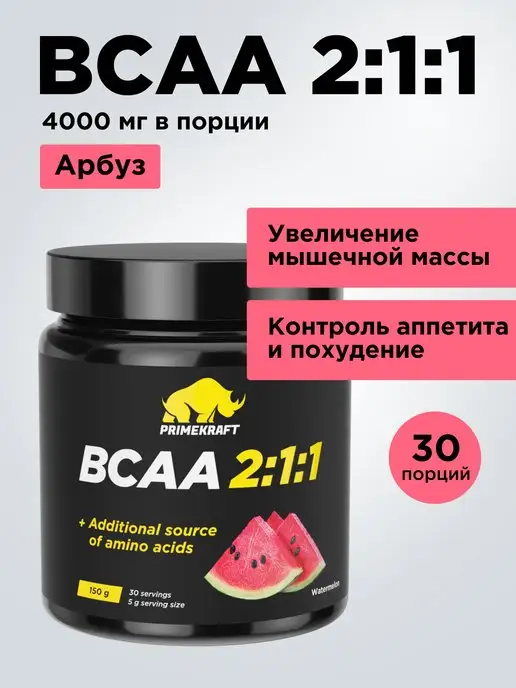 BCAA 2:1:1
4000 мг в порции
Арбуз
Увеличение
мышечной массы
Контроль аппетита
и похудение
30
порций
PRIMEKRAFT
BCAA 2:1:1
+ Additional source
of amino acids
150 g
30 servings
5 g serving size
Watermelon